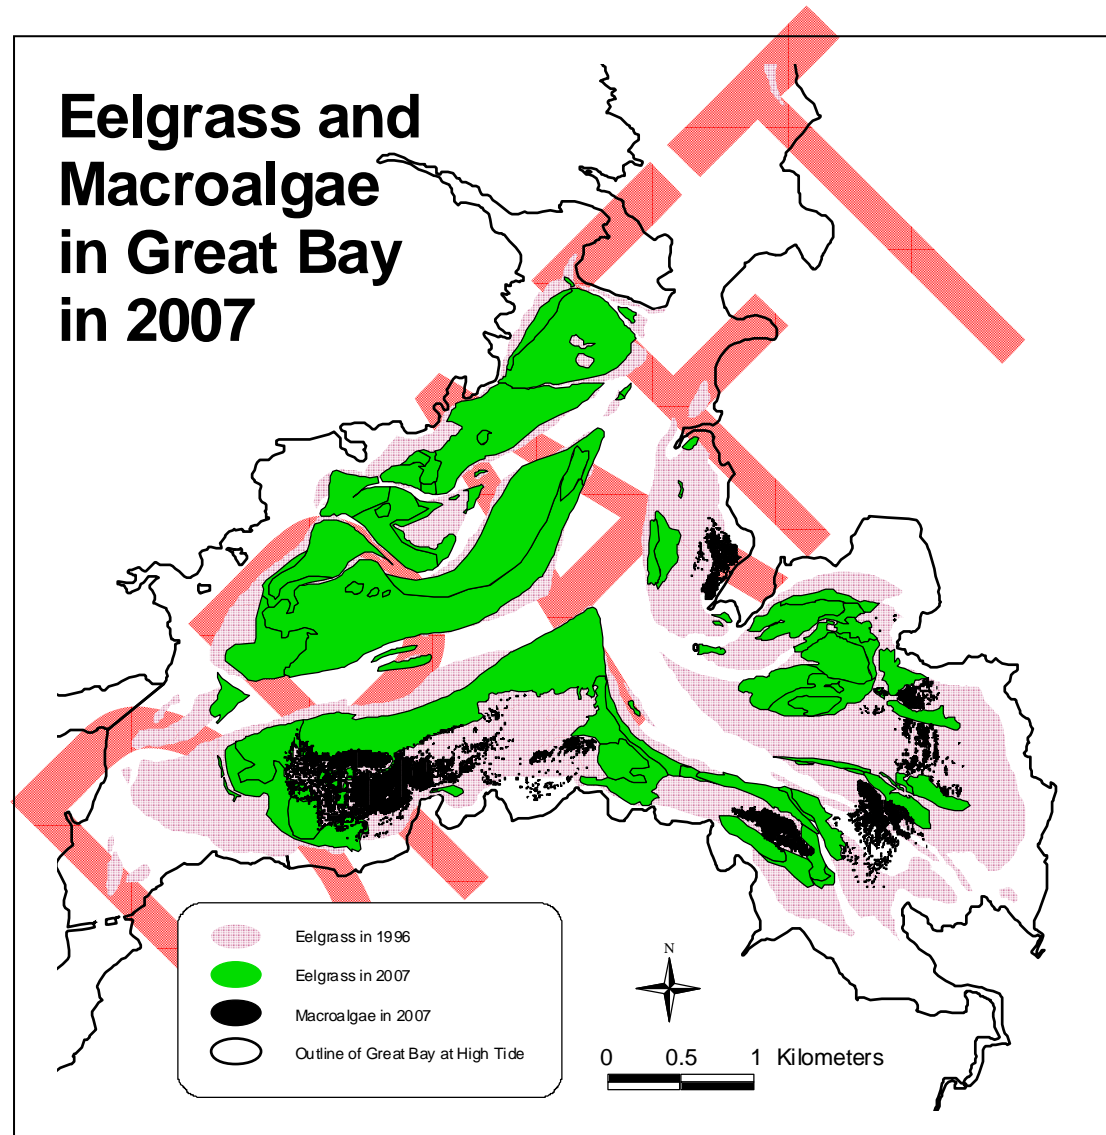 Eelgrass and
Macroalgae
in Great Bay
in 2007
Eelgrass in 1996
Eelgrass in 2007
Macroalgae in 2007
Outline of Great Bay at High Tide
N
0 0.5 1 Kilometers